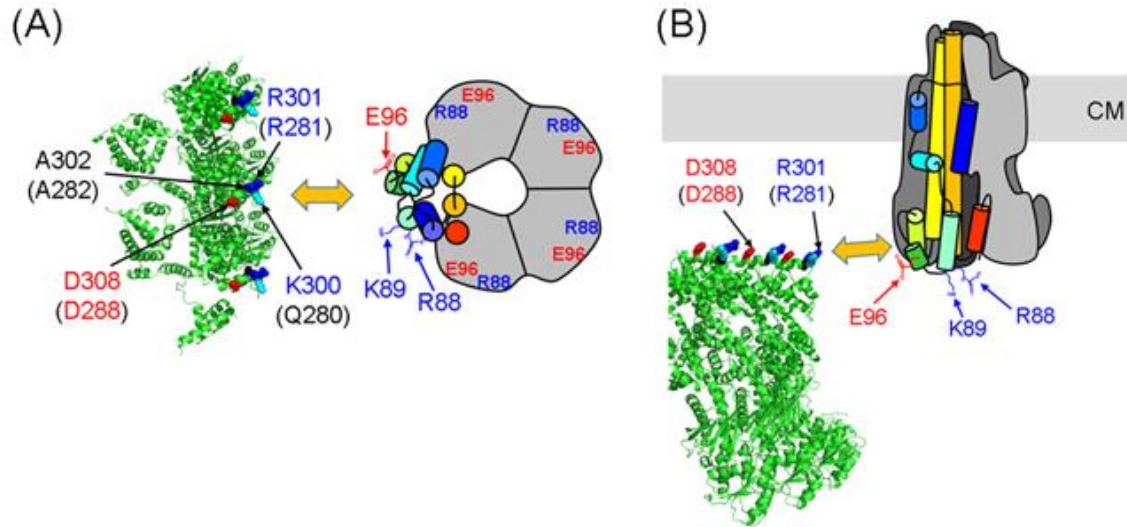 (A)
R301
(R281)
A302
(A282)
D308
(D288)
K300
(Q280)
E96
E96
R88
R88
E96
R88
E96
E96
R88
K89
R88
(B)
CM
D308
(D288)
R301
(R281)
E96
K89
R88